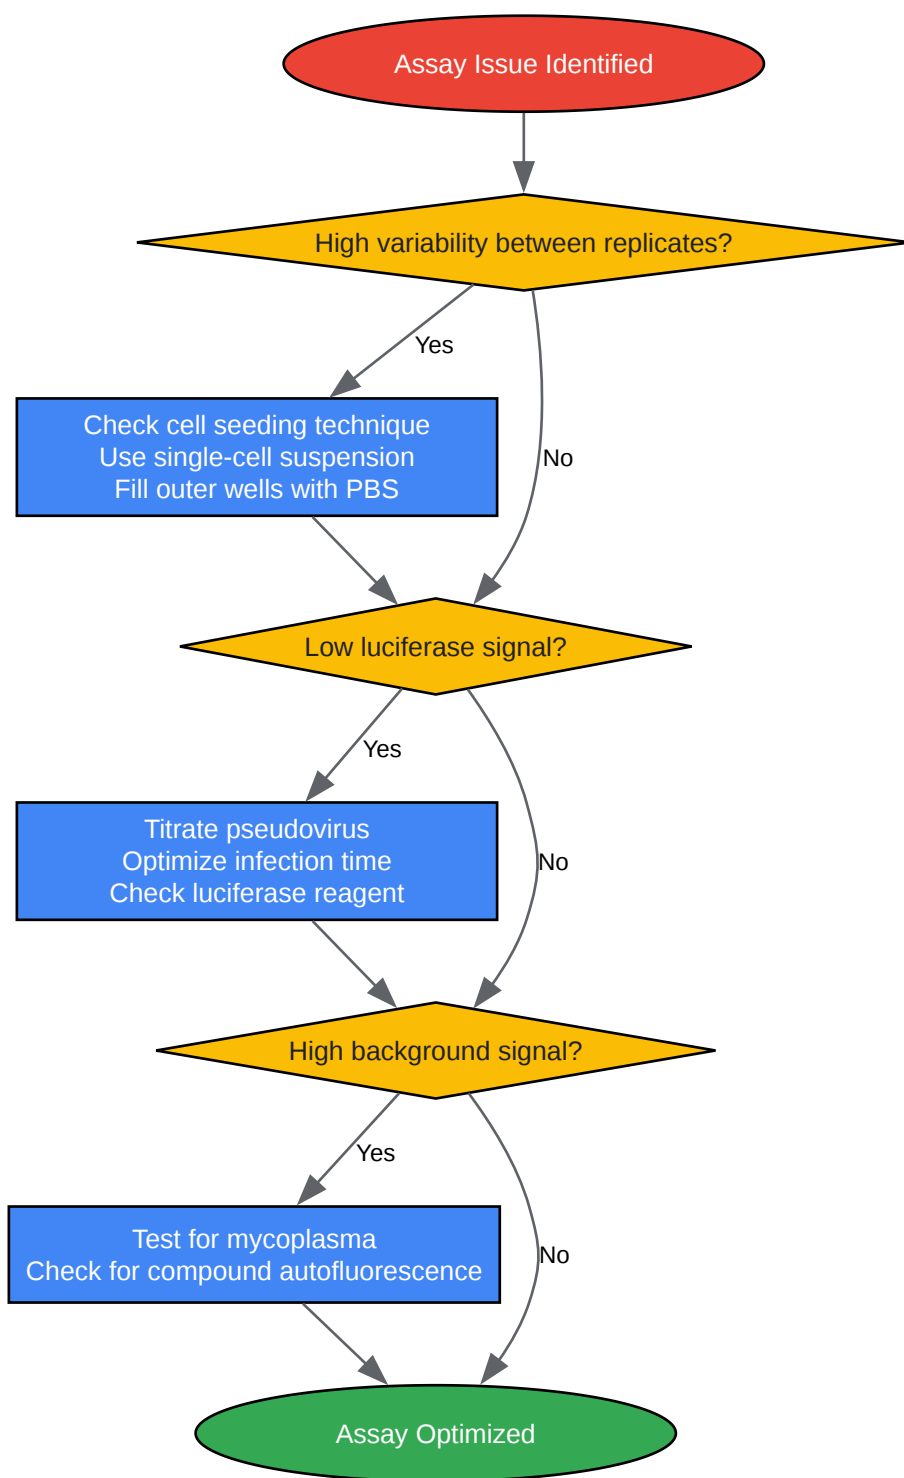 Assay Issue Identified
High variability between replicates?
Yes
Check cell seeding technique
Use single-cell suspension
Fill outer wells with PBS
No
Low luciferase signal?
Yes
Titrate pseudovirus
Optimize infection time
Check luciferase reagent
No
High background signal?
Yes
Test for mycoplasma
Check for compound autofluorescence
No
Assay Optimized